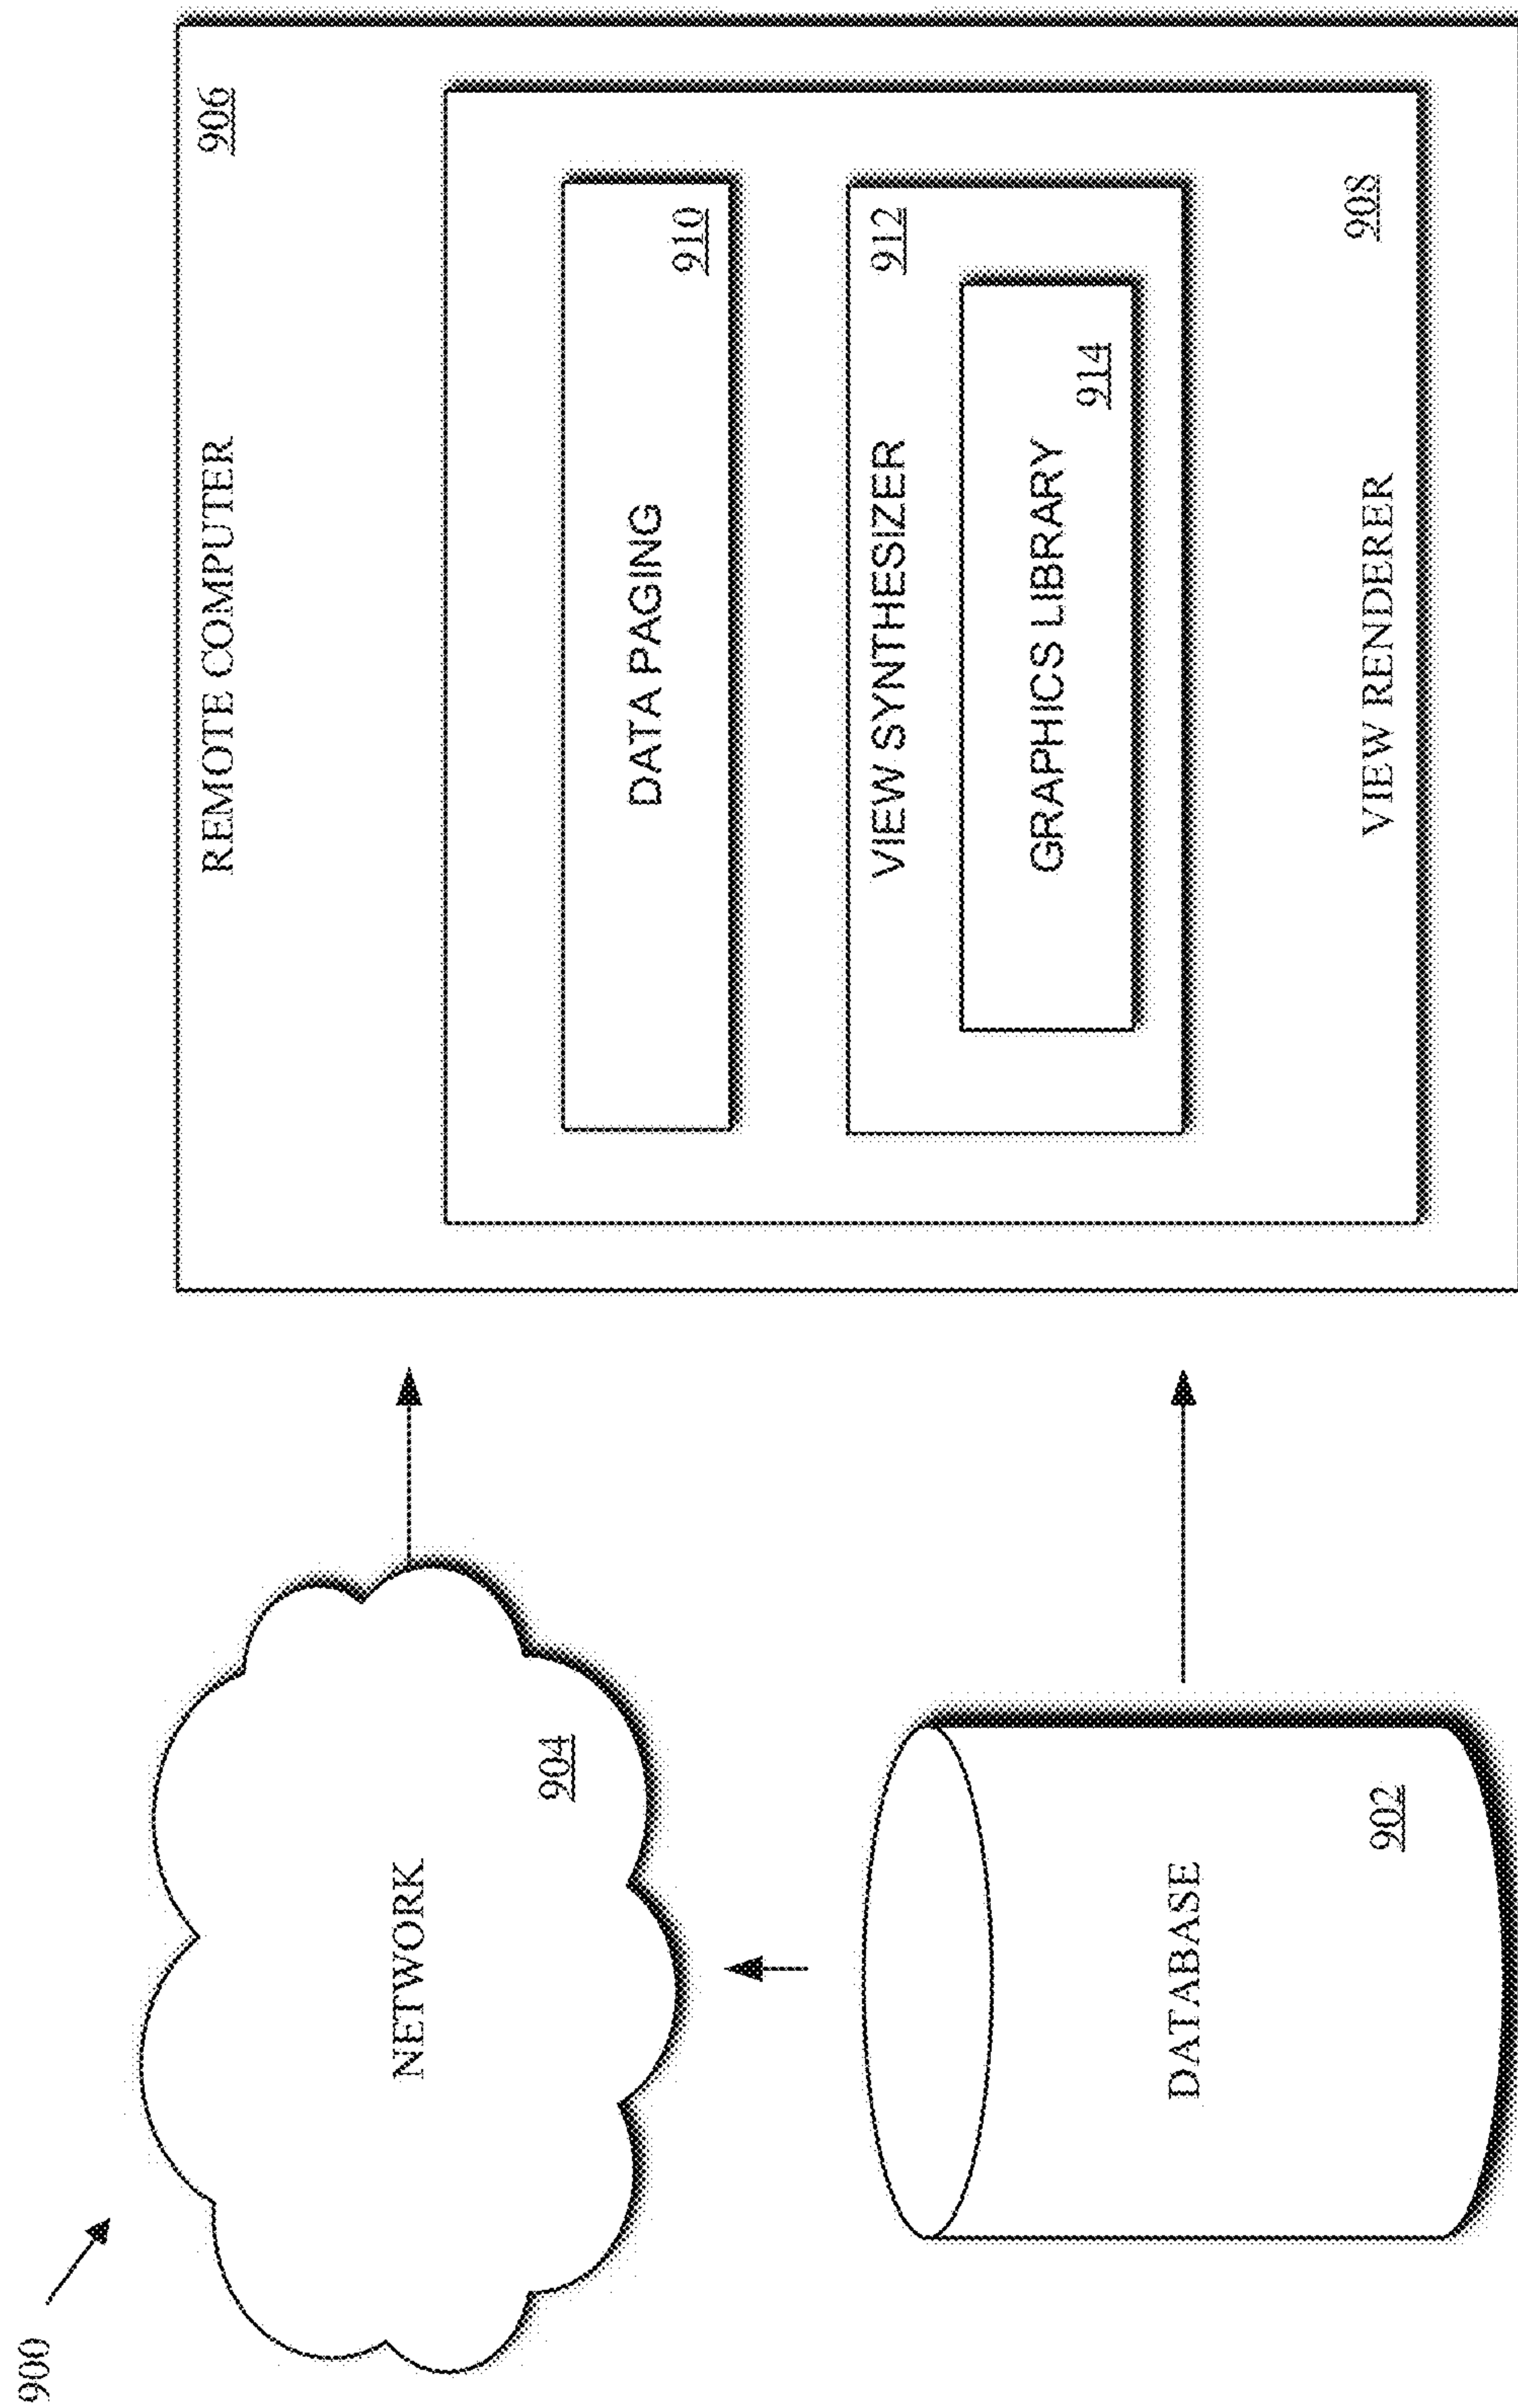 900
NETWORK
904
DATABASE
902
REMOTE COMPUTER
906
DATA PAGING
910
VIEW SYNTHESIZER
912
GRAPHICS LIBRARY
914
VIEW RENDERER
908